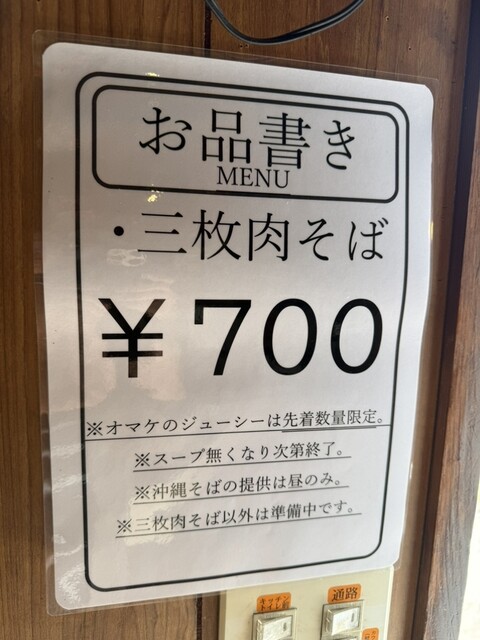 お品書き
MENU
・三枚肉そば
￥700
※オマケのジューシーは先着数量限定。
※スープ無くなり次第終了。
※沖縄そばの提供は昼のみ。
※三枚肉そば以外は準備中です。
通路